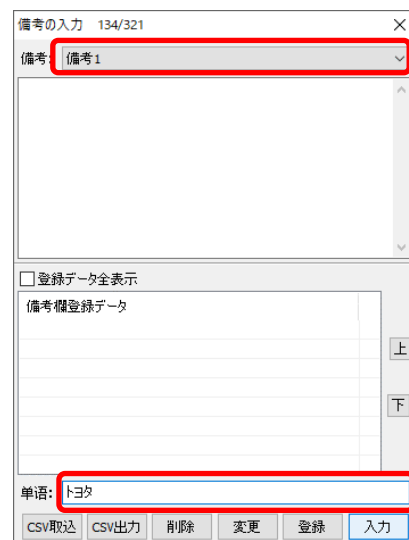 備考の入力 134/321
備考: 備考1
登録データ全表示
備考欄登録データ
上
下
单语: トヨタ
CSV取込 CSV出力 削除 変更 登録 入力